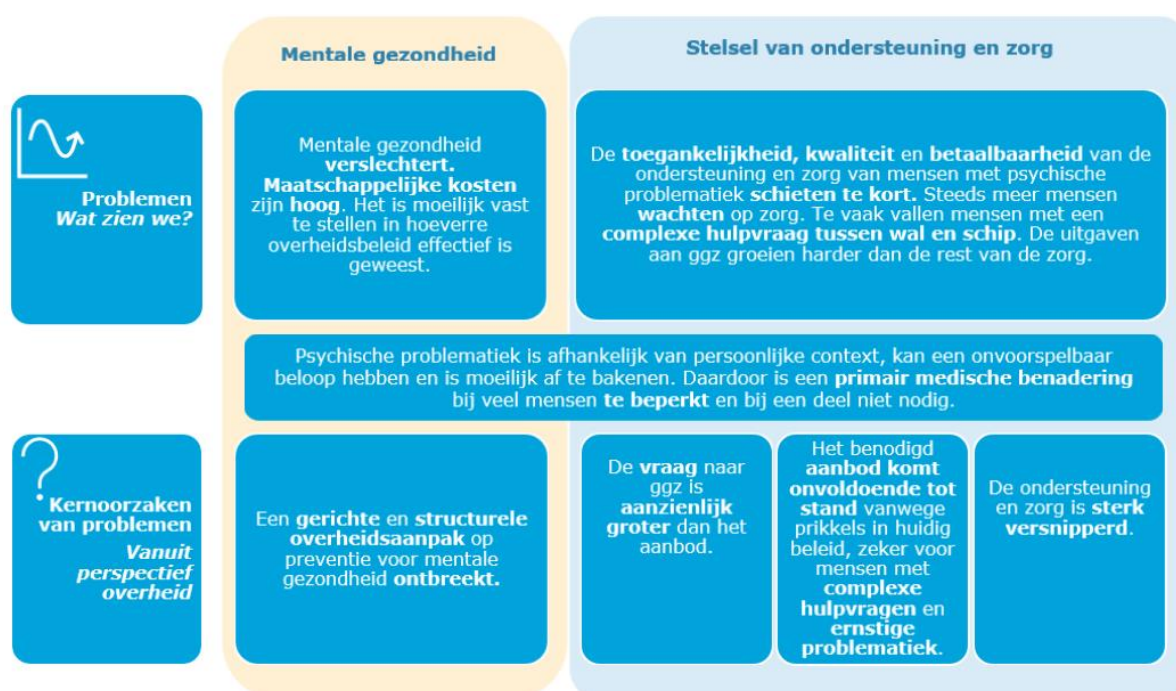 Mentale gezondheid
Stelsel van ondersteuning en zorg
Problemen
Wat zien we?
Mentale gezondheid
verslechtert.
Maatschappelijke kosten
zijn hoog. Het is moeilijk vast
te stellen in hoeverre
overheidsbeleid effectief is
geweest.
De toegankelijkheid, kwaliteit en betaalbaarheid van de
ondersteuning en zorg van mensen met psychische
problematiek schieten te kort. Steeds meer mensen
wachten op zorg. Te vaak vallen mensen met een
complexe hulpvraag tussen wal en schip. De uitgaven
aan ggz groeien harder dan de rest van de zorg.
Psychische problematiek is afhankelijk van persoonlijke context, kan een onvoorspelbaar
beloop hebben en is moeilijk af te bakenen. Daardoor is een primair medische benadering
bij veel mensen te beperkt en bij een deel niet nodig.
Kernoorzaken
van problemen
Vanuit
perspectief
overheid
Een gerichte en structurele
overheidsaanpak op
preventie voor mentale
gezondheid ontbreekt.
De vraag naar
ggz is
aanzienlijk
groter dan het
aanbod.
Het benodigd
aanbod komt
onvoldoende tot
stand vanwege
prikkels in huidig
beleid, zeker voor
mensen met
complexe
hulpvragen en
ernstige
problematiek.
De ondersteuning
en zorg is sterk
versnipperd.